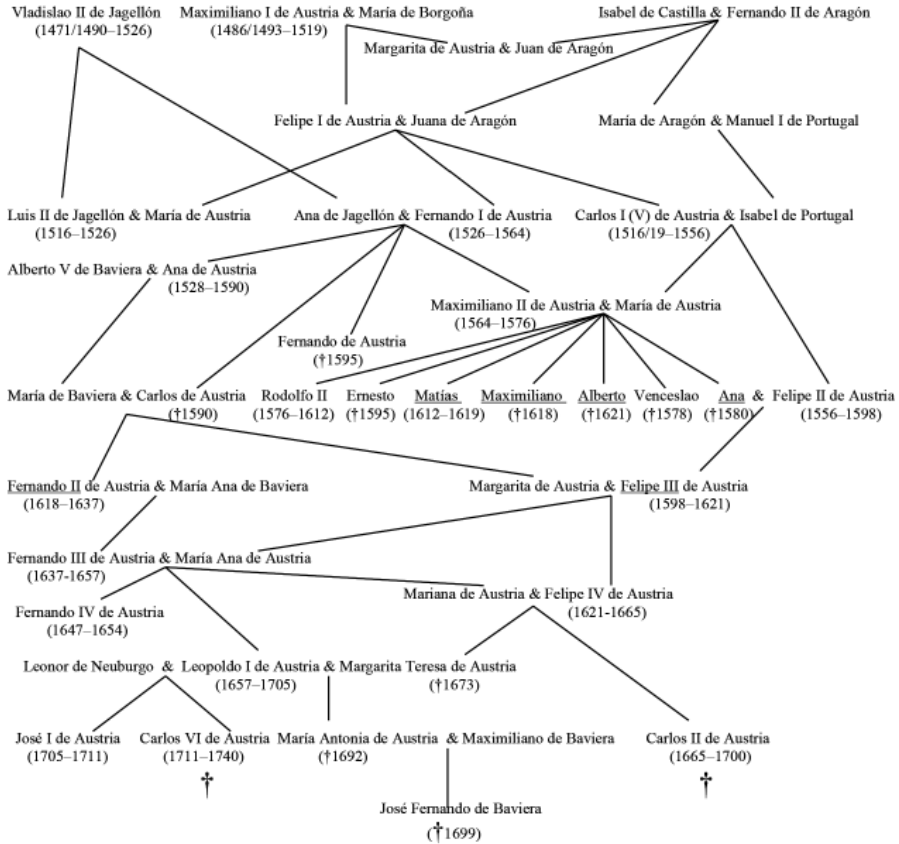 Vladislao II de Jagellón Maximiliano I de Austria & María de Borgoña Isabel de Castilla & Fernando II de Aragón
(1471/1490–1526) (1486/1493–1519)
Margarita de Austria & Juan de Aragón
Felipe I de Austria & Juana de Aragón María de Aragón & Manuel I de Portugal
Luis II de Jagellón & María de Austria Ana de Jagellón & Fernando I de Austria Carlos I (V) de Austria & Isabel de Portugal
(1516–1526) (1526–1564) (1516/19–1556)
Alberto V de Baviera & Ana de Austria
(1528–1590)
Maximiliano II de Austria & María de Austria
(1564–1576)
Fernando de Austria
(†1595)
María de Baviera & Carlos de Austria Rodolfo II Ernesto Matías Maximiliano Alberto Venceslao Ana & Felipe II de Austria
(†1590) (1576–1612) (†1595) (1612–1619) (†1618) (†1621) (†1578) (†1580) (1556–1598)
Fernando II de Austria & María Ana de Baviera Margarita de Austria & Felipe III de Austria
(1618–1637) (1598–1621)
Fernando III de Austria & María Ana de Austria
(1637-1657)
Mariana de Austria & Felipe IV de Austria
(1621-1665)
Fernando IV de Austria
(1647–1654)
Leonor de Neuburgo & Leopoldo I de Austria & Margarita Teresa de Austria
(1657–1705) (†1673)
José I de Austria Carlos VI de Austria María Antonia de Austria & Maximiliano de Baviera Carlos II de Austria
(1705–1711) (1711–1740) (†1692) (1665–1700)
† †
José Fernando de Baviera
(†1699)